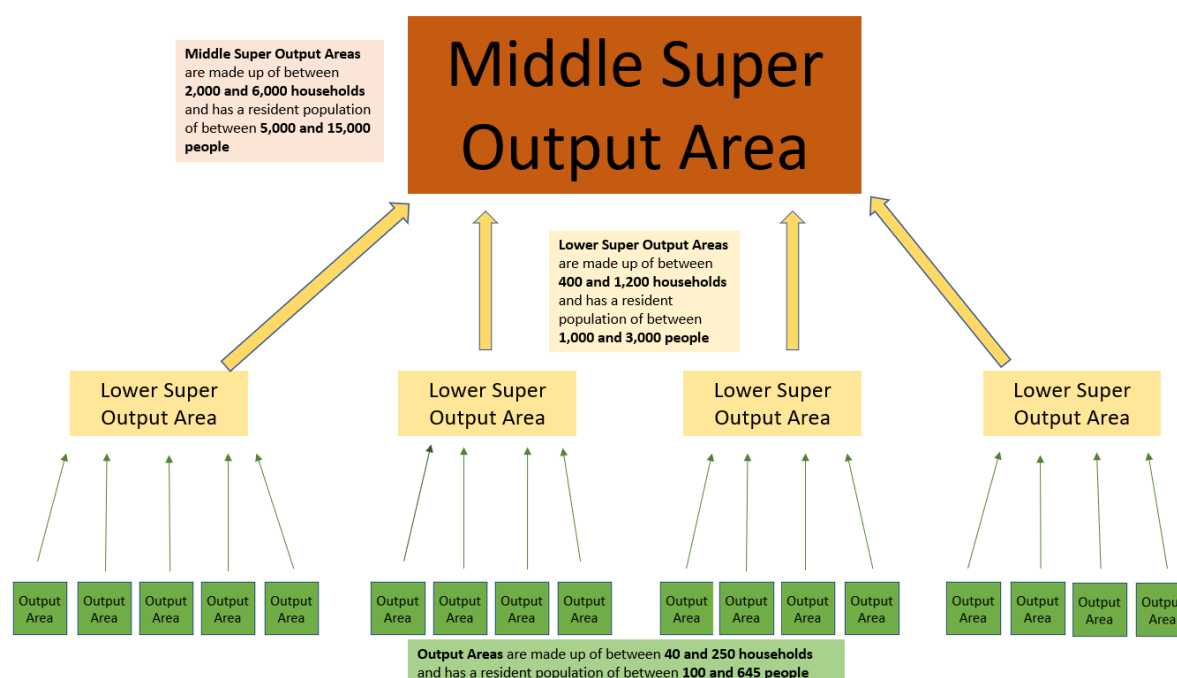 Middle Super Output Areas
are made up of between
2,000 and 6,000 households
and has a resident population
of between 5,000 and 15,000
people
Middle Super
Output Area
Lower Super Output Areas
are made up of between
400 and 1,200 households
and has a resident
population of between
1,000 and 3,000 people
Lower Super
Output Area
Lower Super
Output Area
Lower Super
Output Area
Lower Super
Output Area
Output
Area
Output
Area
Output
Area
Output
Area
Output
Area
Output
Area
Output
Area
Output
Area
Output
Area
Output
Area
Output
Area
Output
Area
Output
Area
Output
Area
Output
Area
Output
Area
Output
Area
Output Areas are made up of between 40 and 250 households
and has a resident population of between 100 and 645 people